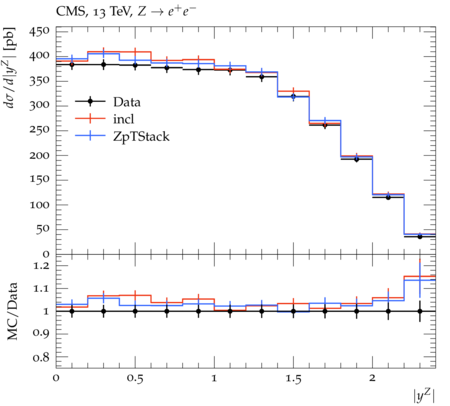 CMS, 13 TeV, Z → e⁺e⁻
dσ/d|y^Z| [pb]
450
400
350
300
250
200
150
100
50
0
Data
incl
ZpTStack
MC/Data
1.2
1.1
1
0.9
0.8
0 0.5 1 1.5 2
|y^Z|